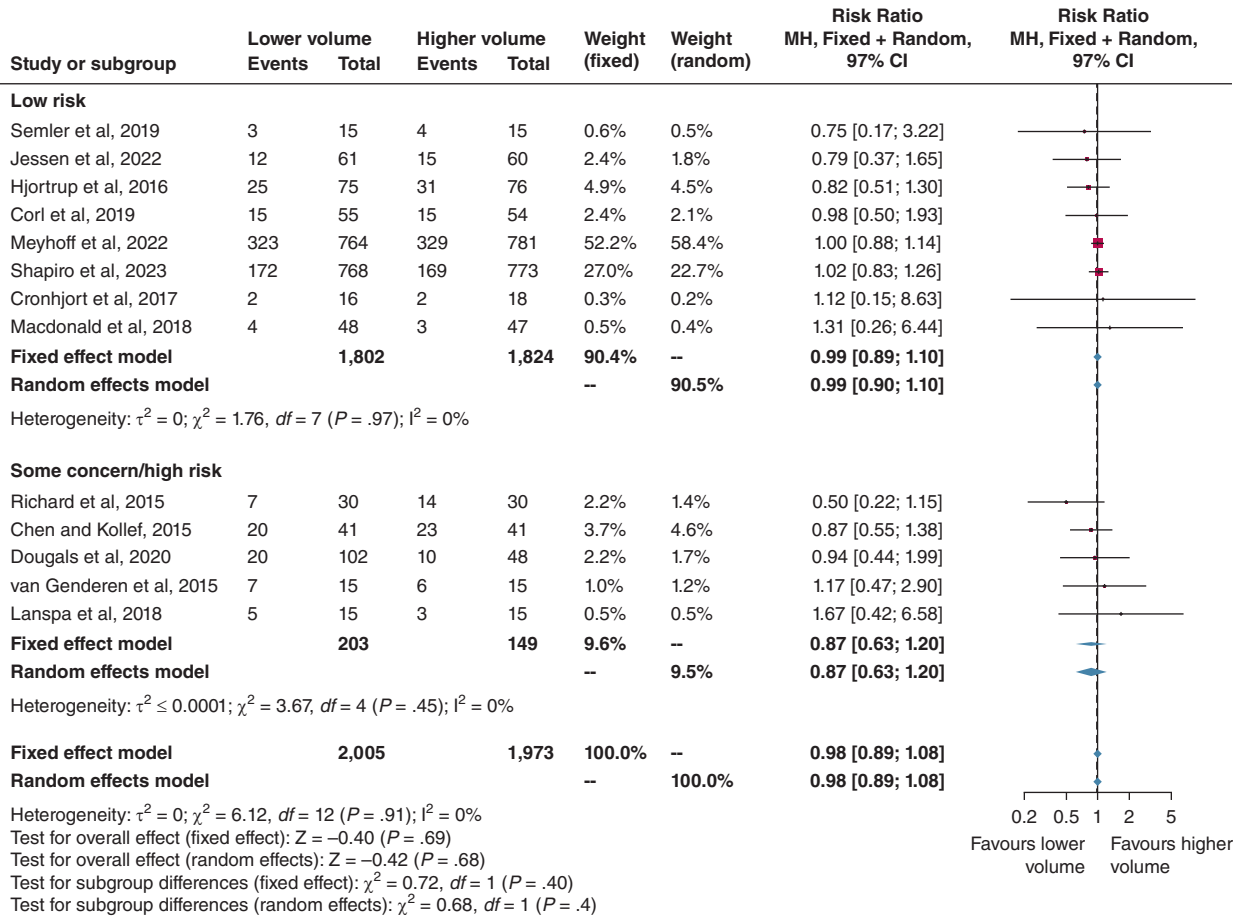 Risk Ratio Risk Ratio
Lower volume Higher volume Weight Weight MH, Fixed + Random, MH, Fixed + Random,
Study or subgroup Events Total Events Total (fixed) (random) 97% CI 97% CI
Low risk
Semler et al, 2019 3 15 4 15 0.6% 0.5% 0.75 [0.17; 3.22]
Jessen et al, 2022 12 61 15 60 2.4% 1.8% 0.79 [0.37; 1.65]
Hjortrup et al, 2016 25 75 31 76 4.9% 4.5% 0.82 [0.51; 1.30]
Corl et al, 2019 15 55 15 54 2.4% 2.1% 0.98 [0.50; 1.93]
Meyhoff et al, 2022 323 764 329 781 52.2% 58.4% 1.00 [0.88; 1.14]
Shapiro et al, 2023 172 768 169 773 27.0% 22.7% 1.02 [0.83; 1.26]
Cronhjort et al, 2017 2 16 2 18 0.3% 0.2% 1.12 [0.15; 8.63]
Macdonald et al, 2018 4 48 3 47 0.5% 0.4% 1.31 [0.26; 6.44]
Fixed effect model 1,802 1,824 90.4% -- 0.99 [0.89; 1.10]
Random effects model -- 90.5% 0.99 [0.90; 1.10]
Heterogeneity: τ² = 0; χ² = 1.76, df = 7 (P = .97); I² = 0%
Some concern/high risk
Richard et al, 2015 7 30 14 30 2.2% 1.4% 0.50 [0.22; 1.15]
Chen and Kollef, 2015 20 41 23 41 3.7% 4.6% 0.87 [0.55; 1.38]
Dougals et al, 2020 20 102 10 48 2.2% 1.7% 0.94 [0.44; 1.99]
van Genderen et al, 2015 7 15 6 15 1.0% 1.2% 1.17 [0.47; 2.90]
Lanspa et al, 2018 5 15 3 15 0.5% 0.5% 1.67 [0.42; 6.58]
Fixed effect model 203 149 9.6% -- 0.87 [0.63; 1.20]
Random effects model -- 9.5% 0.87 [0.63; 1.20]
Heterogeneity: τ² ≤ 0.0001; χ² = 3.67, df = 4 (P = .45); I² = 0%
Fixed effect model 2,005 1,973 100.0% -- 0.98 [0.89; 1.08]
Random effects model -- 100.0% 0.98 [0.89; 1.08]
Heterogeneity: τ² = 0; χ² = 6.12, df = 12 (P = .91); I² = 0%
Test for overall effect (fixed effect): Z = –0.40 (P = .69)
Test for overall effect (random effects): Z = –0.42 (P = .68)
Test for subgroup differences (fixed effect): χ² = 0.72, df = 1 (P = .40)
Test for subgroup differences (random effects): χ² = 0.68, df = 1 (P = .4)
0.2 0.5 1 2 5
Favours lower Favours higher
volume volume